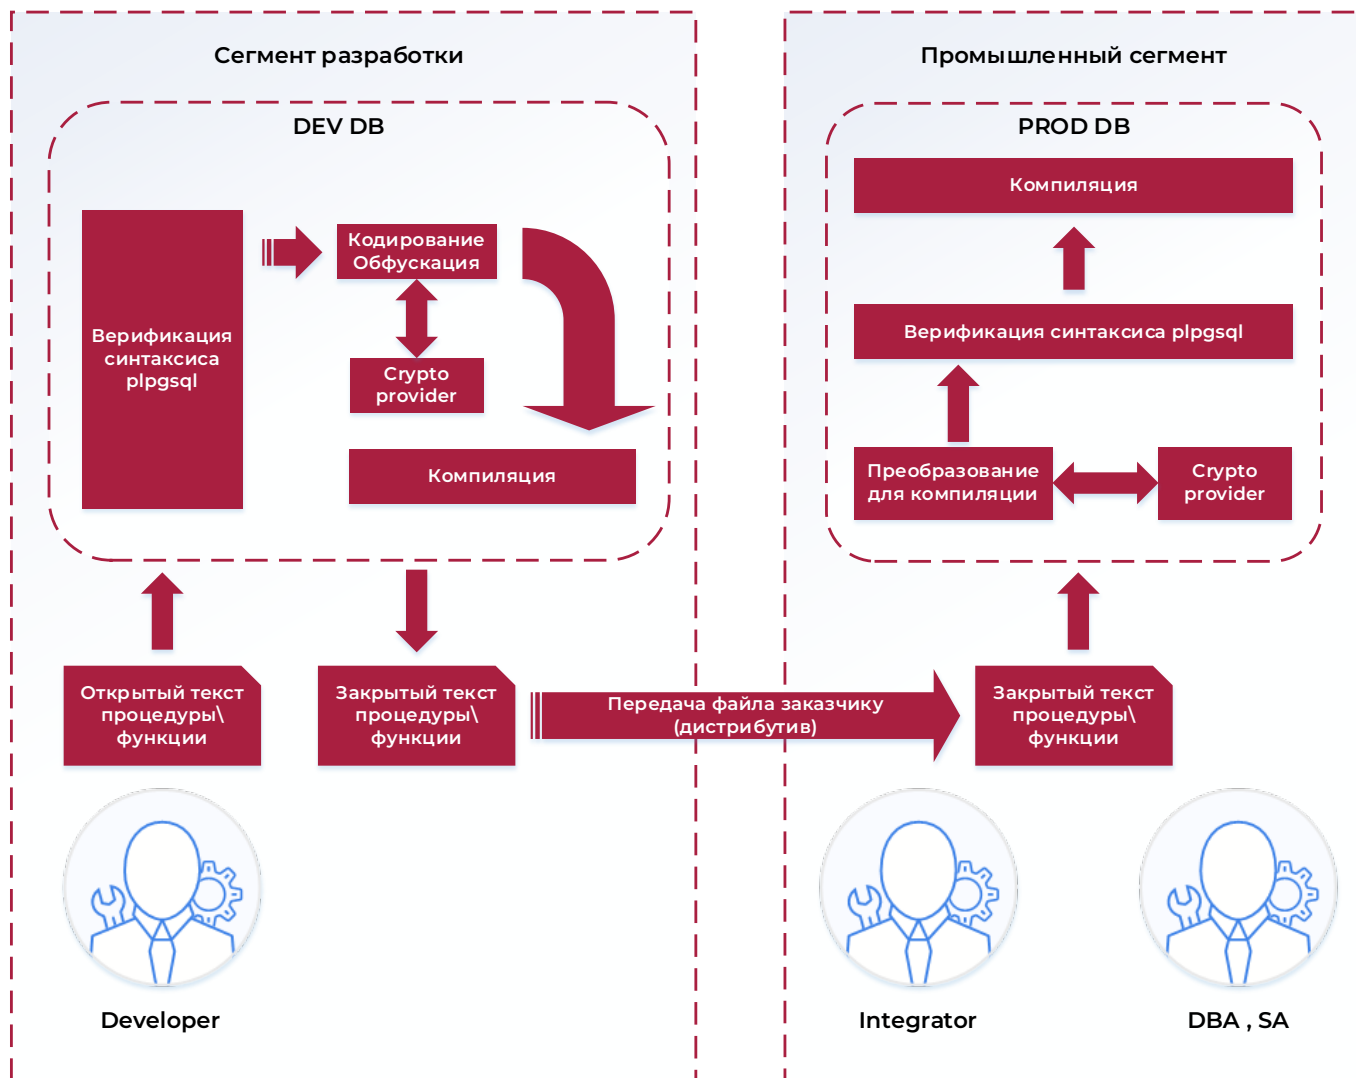 Сегмент разработки
DEV DB
Верификация
синтаксиса
plpgsql
Кодирование
Обфускация
Crypto
provider
Компиляция
Открытый текст
процедуры\
функции
Закрытый текст
процедуры\
функции
Передача файла заказчику
(дистрибутив)
Developer
Промышленный сегмент
PROD DB
Компиляция
Верификация синтаксиса plpgsql
Преобразование
для компиляции
Crypto
provider
Закрытый текст
процедуры\
функции
Integrator
DBA , SA